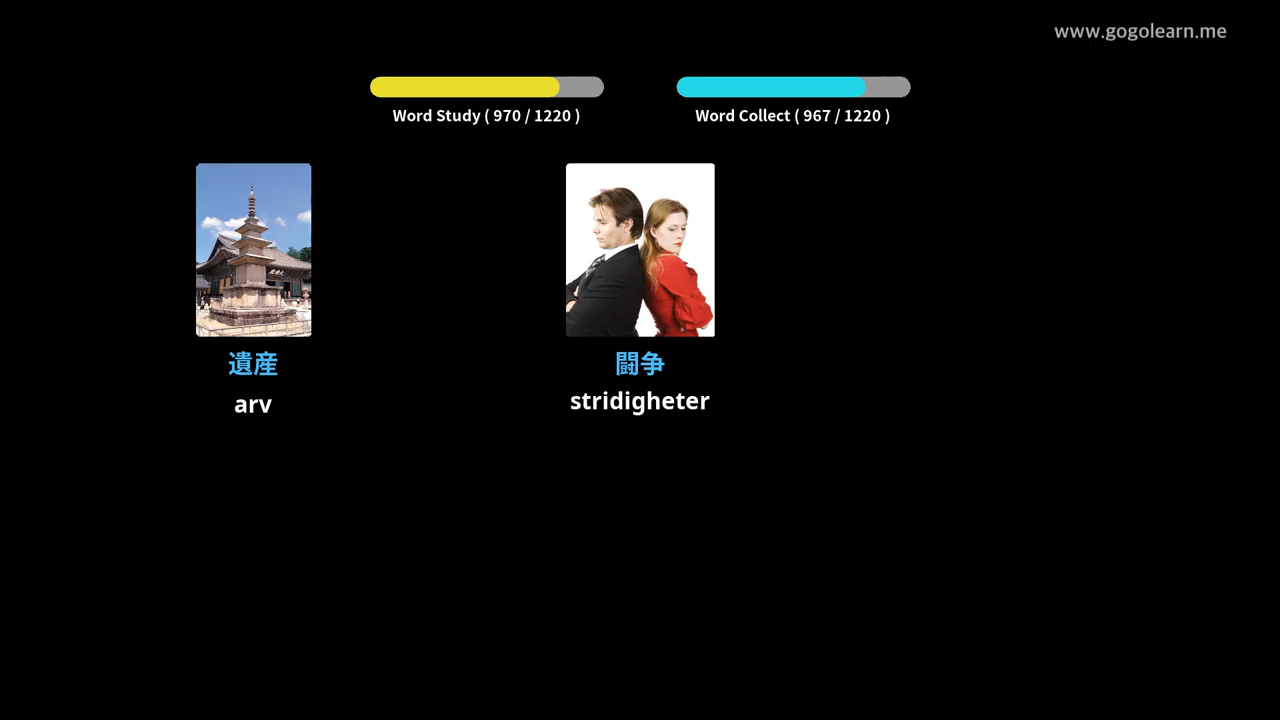 www.gogolearn.me
Word Study ( 970 / 1220 )
Word Collect ( 967 / 1220 )
遺産
arv
闘争
stridigheter